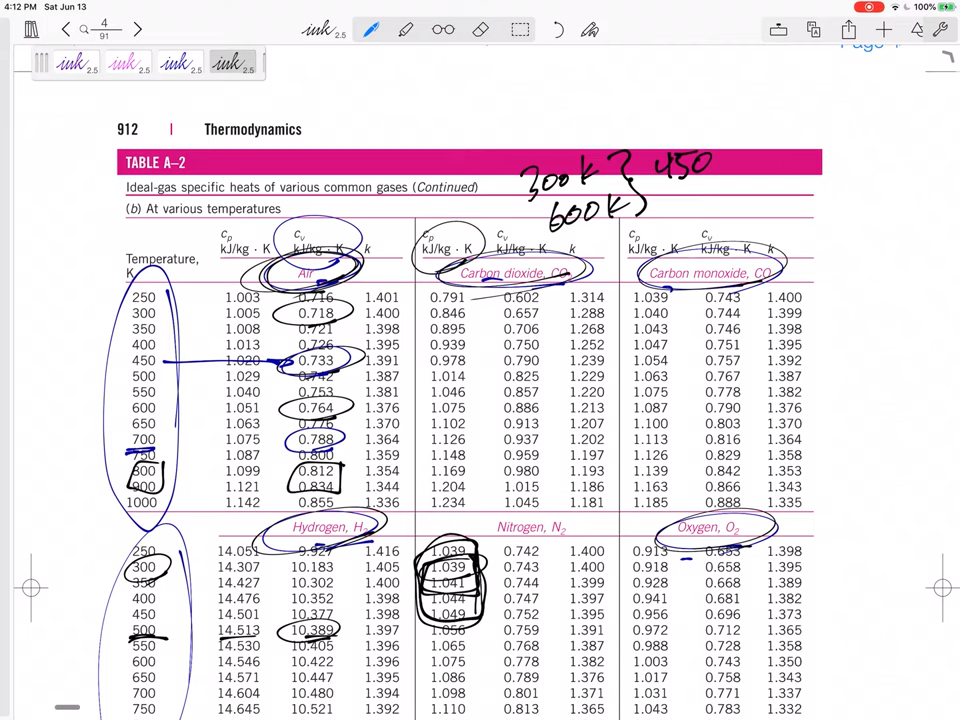 4:12 PM Sat Jun 13
100%
4
91
ink 2.5
ink 2.5
ink 2.5
ink 2.5
ink 2.5
912 | Thermodynamics
TABLE A–2
Ideal-gas specific heats of various common gases (Continued)
300K } 450
600K
(b) At various temperatures
cp cv cp cv cp cv
kJ/kg · K kJ/kg · K k kJ/kg · K kJ/kg · K k kJ/kg · K kJ/kg · K k
Temperature,
K Air Carbon dioxide, CO Carbon monoxide, CO
250 1.003 0.716 1.401 0.791 0.602 1.314 1.039 0.743 1.400
300 1.005 0.718 1.400 0.846 0.657 1.288 1.040 0.744 1.399
350 1.008 0.721 1.398 0.895 0.706 1.268 1.043 0.746 1.398
400 1.013 0.726 1.395 0.939 0.750 1.252 1.047 0.751 1.395
450 1.020 0.733 1.391 0.978 0.790 1.239 1.054 0.757 1.392
500 1.029 0.742 1.387 1.014 0.825 1.229 1.063 0.767 1.387
550 1.040 0.753 1.381 1.046 0.857 1.220 1.075 0.778 1.382
600 1.051 0.764 1.376 1.075 0.886 1.213 1.087 0.790 1.376
650 1.063 0.776 1.370 1.102 0.913 1.207 1.100 0.803 1.370
700 1.075 0.788 1.364 1.126 0.937 1.202 1.113 0.816 1.364
750 1.087 0.800 1.359 1.148 0.959 1.197 1.126 0.829 1.358
800 1.099 0.812 1.354 1.169 0.980 1.193 1.139 0.842 1.353
900 1.121 0.834 1.344 1.204 1.015 1.186 1.163 0.866 1.343
1000 1.142 0.855 1.336 1.234 1.045 1.181 1.185 0.888 1.335
Hydrogen, H2 Nitrogen, N2 Oxygen, O2
250 14.051 9.927 1.416 1.039 0.742 1.400 0.913 0.653 1.398
300 14.307 10.183 1.405 1.039 0.743 1.400 0.918 0.658 1.395
350 14.427 10.302 1.400 1.041 0.744 1.399 0.928 0.668 1.389
400 14.476 10.352 1.398 1.044 0.747 1.397 0.941 0.681 1.382
450 14.501 10.377 1.398 1.049 0.752 1.395 0.956 0.696 1.373
500 14.513 10.389 1.397 1.056 0.759 1.391 0.972 0.712 1.365
550 14.530 10.405 1.396 1.065 0.768 1.387 0.988 0.728 1.358
600 14.546 10.422 1.396 1.075 0.778 1.382 1.003 0.743 1.350
650 14.571 10.447 1.395 1.086 0.789 1.376 1.017 0.758 1.343
700 14.604 10.480 1.394 1.098 0.801 1.371 1.031 0.771 1.337
750 14.645 10.521 1.392 1.110 0.813 1.365 1.043 0.783 1.332